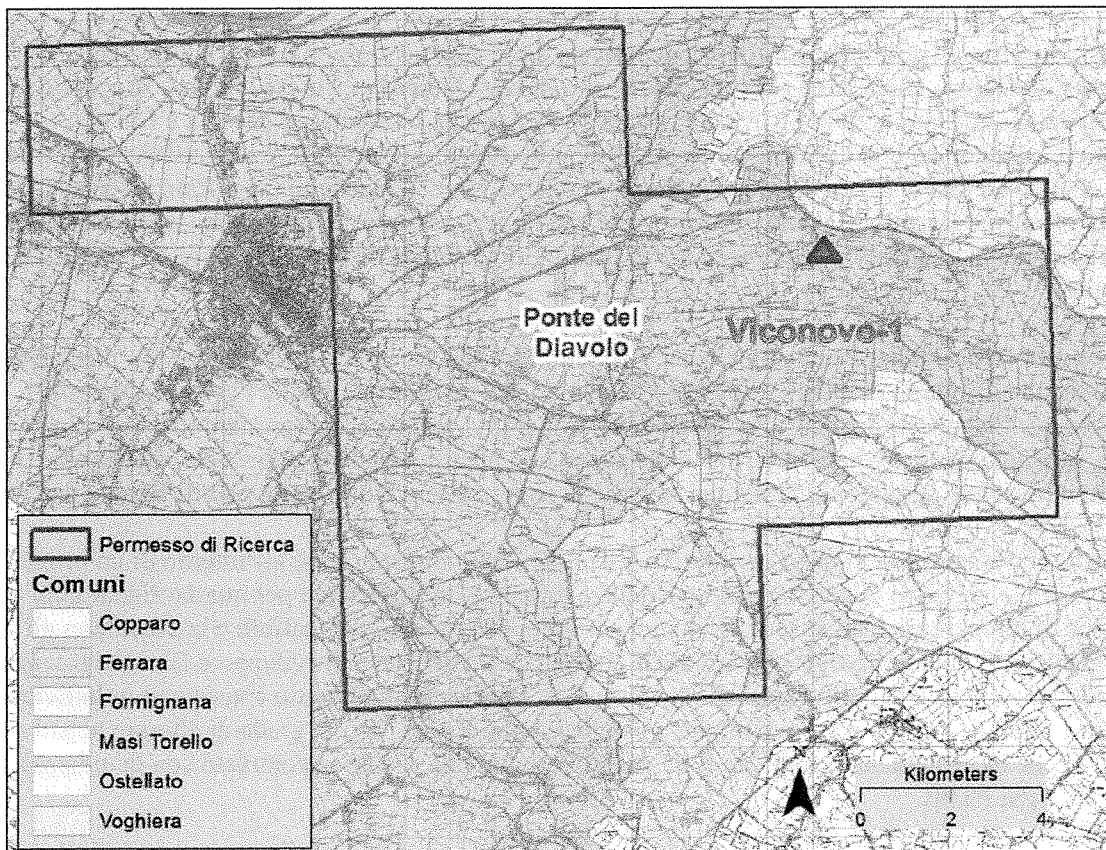 Ponte del
Diavolo
Viconovo-1
Permesso di Ricerca
Comuni
Copparo
Ferrara
Formignana
Masi Torello
Ostellato
Voghiera
Kilometers
0 2 4